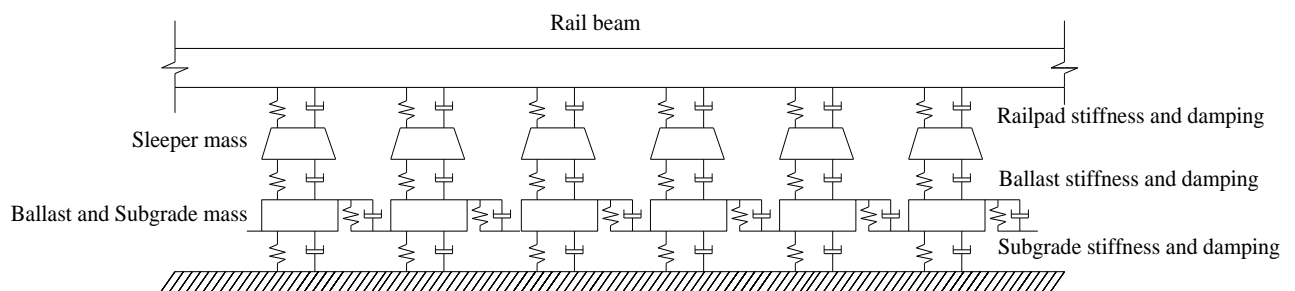 Rail beam
Railpad stiffness and damping
Sleeper mass
Ballast stiffness and damping
Ballast and Subgrade mass
Subgrade stiffness and damping